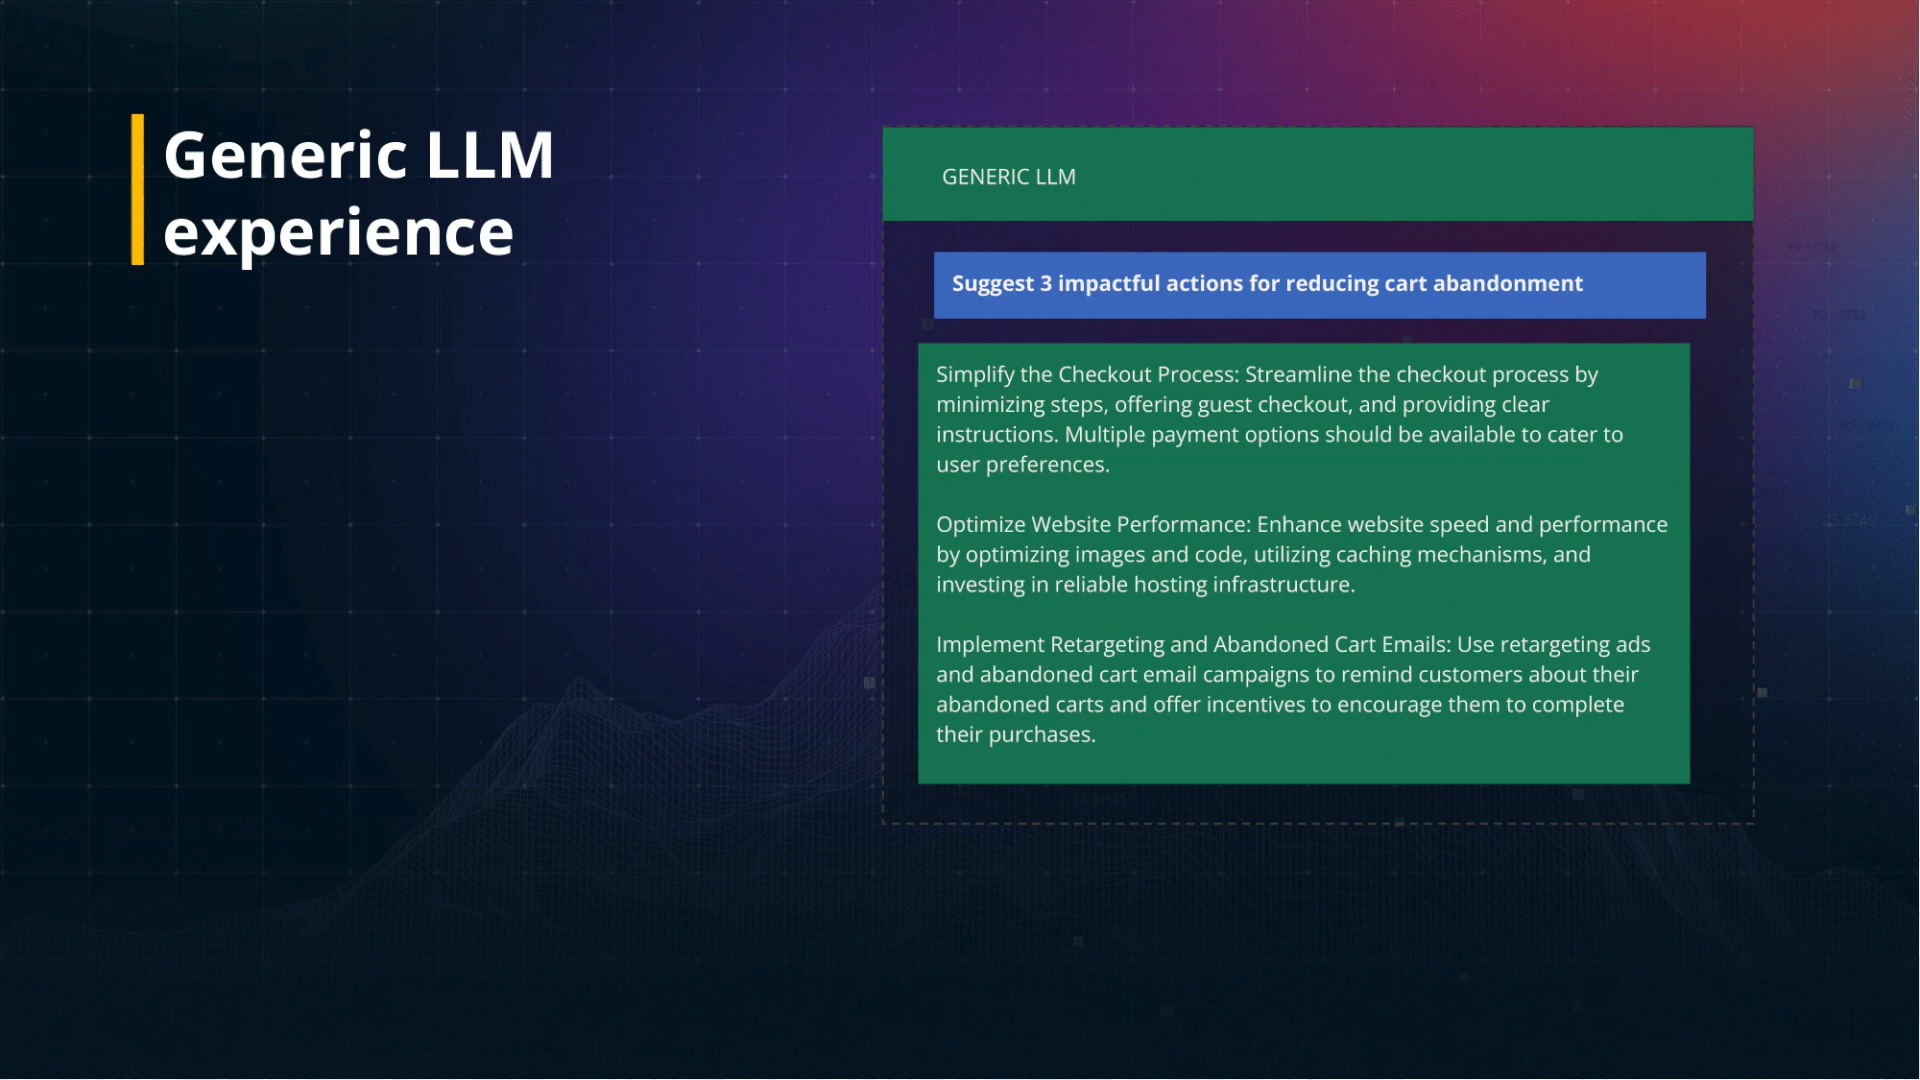 Generic LLM
experience
GENERIC LLM
Suggest 3 impactful actions for reducing cart abandonment
Simplify the Checkout Process: Streamline the checkout process by
minimizing steps, offering guest checkout, and providing clear
instructions. Multiple payment options should be available to cater to
user preferences.
Optimize Website Performance: Enhance website speed and performance
by optimizing images and code, utilizing caching mechanisms, and
investing in reliable hosting infrastructure.
Implement Retargeting and Abandoned Cart Emails: Use retargeting ads
and abandoned cart email campaigns to remind customers about their
abandoned carts and offer incentives to encourage them to complete
their purchases.